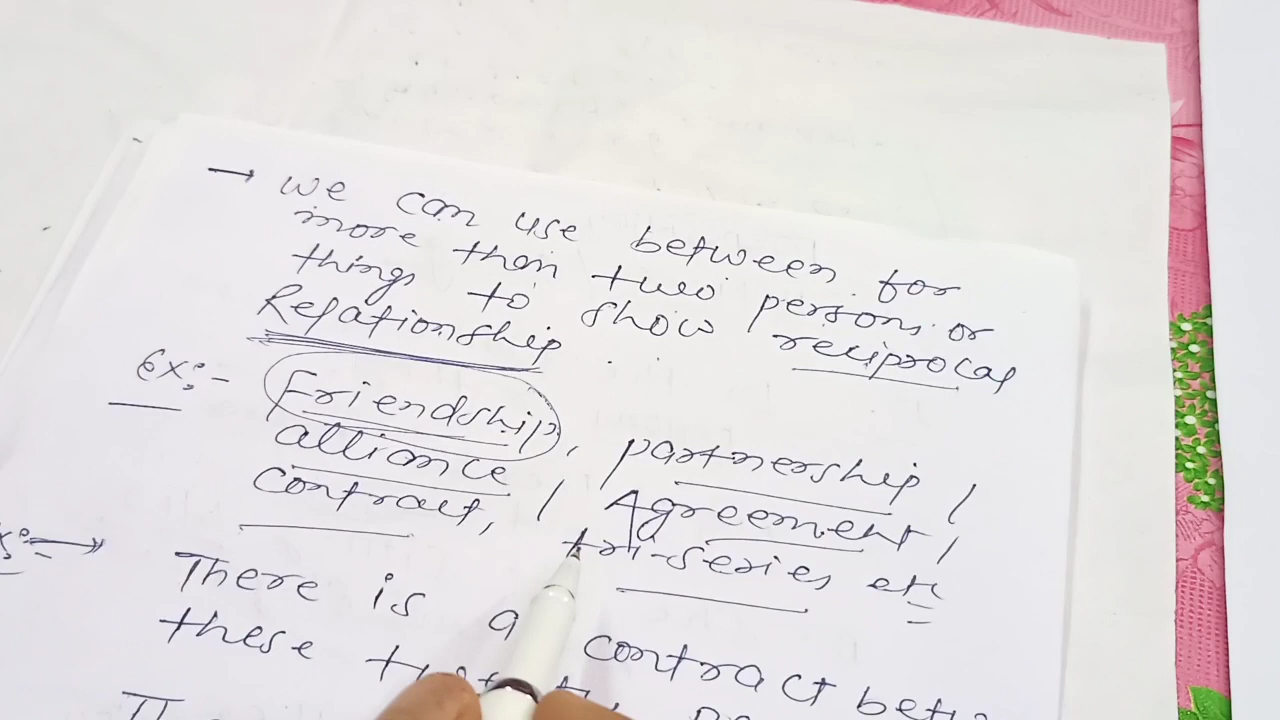 → we can use between for
more than two persons or
things to show reciprocal
Relationship.
Ex:- Friendship, partnership,
alliance, Agreement,
contract, tri-series etc
Ex:- → There is a contract betw
these